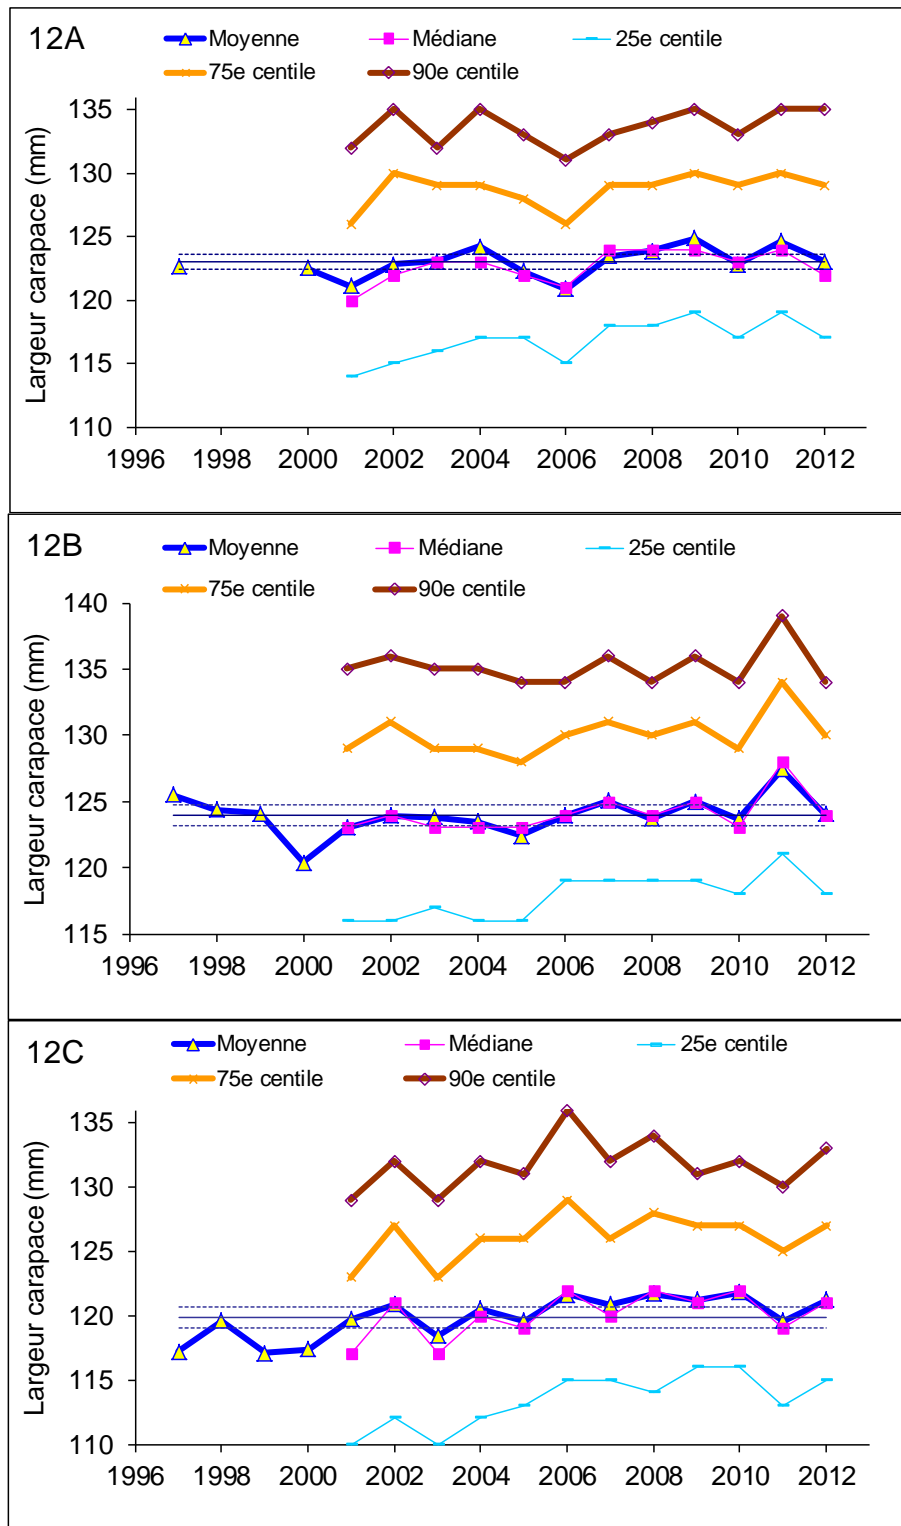 12A
Moyenne Médiane 25e centile
75e centile 90e centile
Largeur carapace (mm)
135
130
125
120
115
110
1996 1998 2000 2002 2004 2006 2008 2010 2012
12B
Moyenne Médiane 25e centile
75e centile 90e centile
Largeur carapace (mm)
140
135
130
125
120
115
1996 1998 2000 2002 2004 2006 2008 2010 2012
12C
Moyenne Médiane 25e centile
75e centile 90e centile
Largeur carapace (mm)
135
130
125
120
115
110
1996 1998 2000 2002 2004 2006 2008 2010 2012